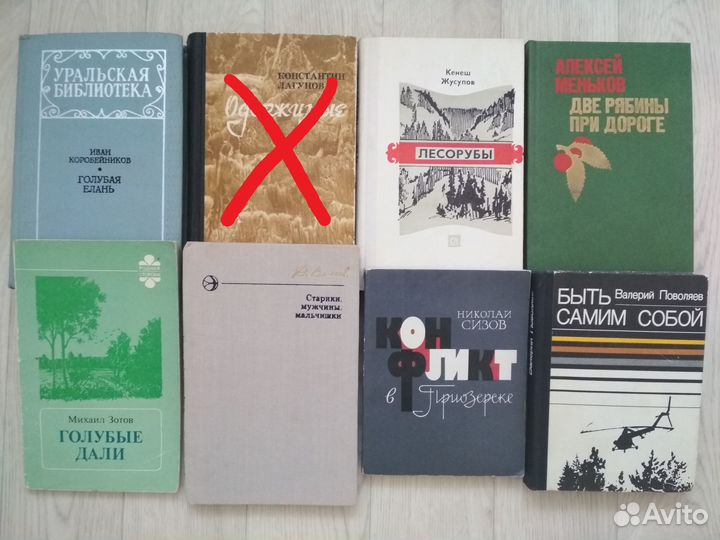 УРАЛЬСКАЯ
БИБЛИОТЕКА
ИВАН
КОРОБЕЙНИКОВ
ГОЛУБАЯ
ЕЛАНЬ
КОНСТАНТИН
ЛАГУНОВ
Одержимые
Кенеш
Жусупов
ЛЕСОРУБЫ
АЛЕКСЕЙ
МЕНЬКОВ
ДВЕ РЯБИНЫ
ПРИ ДОРОГЕ
Михаил Зотов
ГОЛУБЫЕ
ДАЛИ
Старики,
мужчины,
мальчишки
НИКОЛАЙ
СИЗОВ
КОН
ФЛИКТ
в Приозерске
БЫТЬ Валерий Поволяев
САМИМ СОБОЙ
Avito